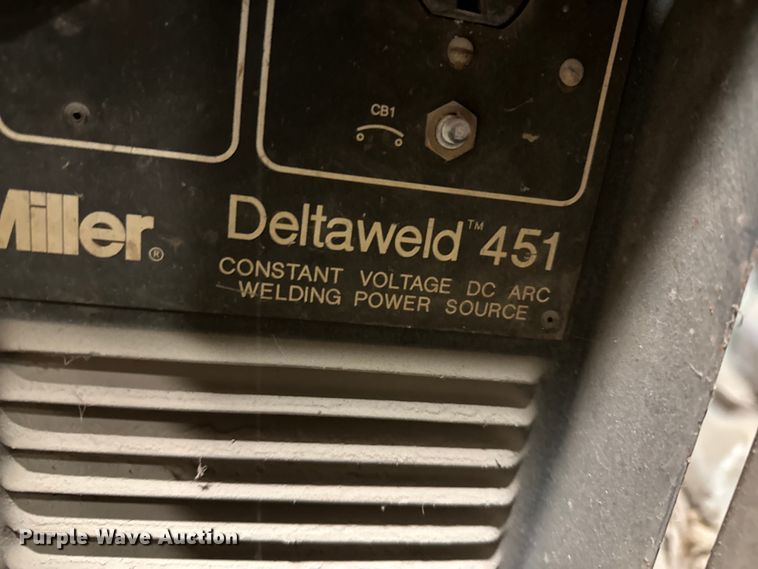 CB1
Miller®
Deltaweld™ 451
CONSTANT VOLTAGE DC ARC
WELDING POWER SOURCE
Purple Wave Auction